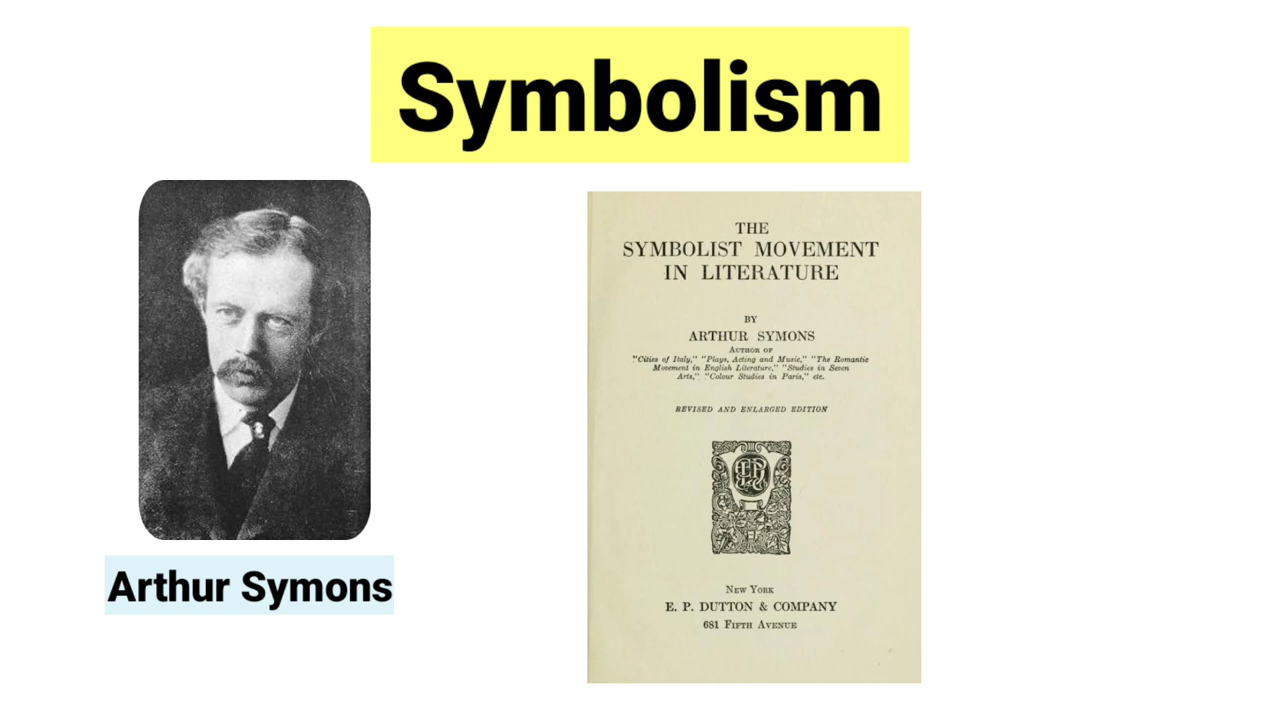 Symbolism
Arthur Symons
THE
SYMBOLIST MOVEMENT
IN LITERATURE
BY
ARTHUR SYMONS
AUTHOR OF
"Cities of Italy," "Plays, Acting and Music," "The Romantic
Movement in English Literature," "Studies in Seven
Arts," "Colour Studies in Paris," etc.
REVISED AND ENLARGED EDITION
NEW YORK
E. P. DUTTON & COMPANY
681 FIFTH AVENUE